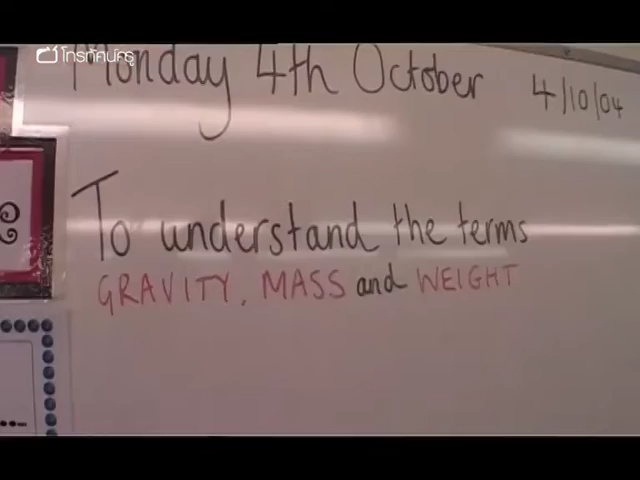 โทรทัศน์ครู
Monday 4th October 4/10/04
To understand the terms
GRAVITY, MASS and WEIGHT